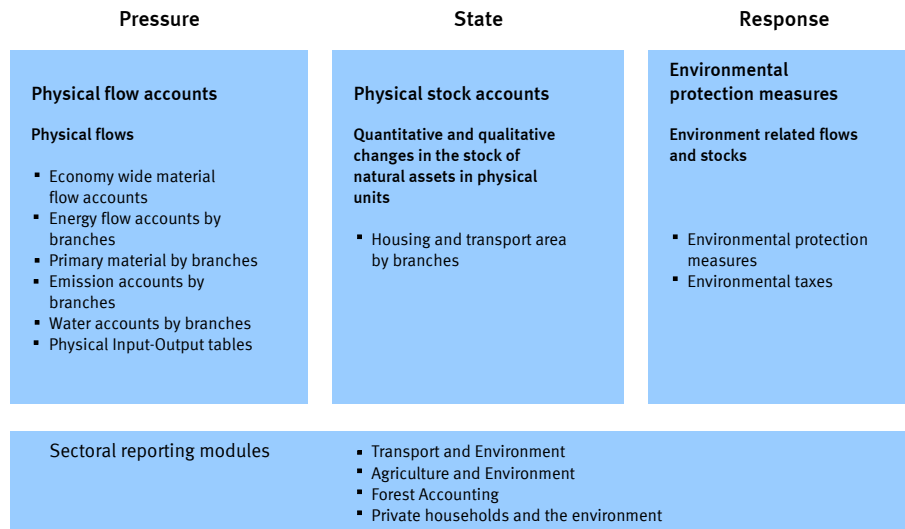 Pressure
State
Response
Physical flow accounts
Physical flows
▪ Economy wide material
flow accounts
▪ Energy flow accounts by
branches
▪ Primary material by branches
▪ Emission accounts by
branches
▪ Water accounts by branches
▪ Physical Input-Output tables
Physical stock accounts
Quantitative and qualitative
changes in the stock of
natural assets in physical
units
▪ Housing and transport area
by branches
Environmental
protection measures
Environment related flows
and stocks
▪ Environmental protection
measures
▪ Environmental taxes
Sectoral reporting modules
▪ Transport and Environment
▪ Agriculture and Environment
▪ Forest Accounting
▪ Private households and the environment